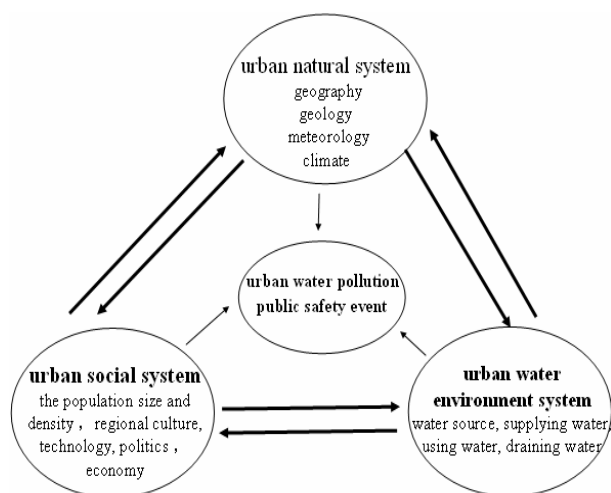 urban natural system
geography
geology
meteorology
climate
urban water pollution
public safety event
urban social system
the population size and
density , regional culture,
technology, politics ,
economy
urban water
environment system
water source, supplying water,
using water, draining water